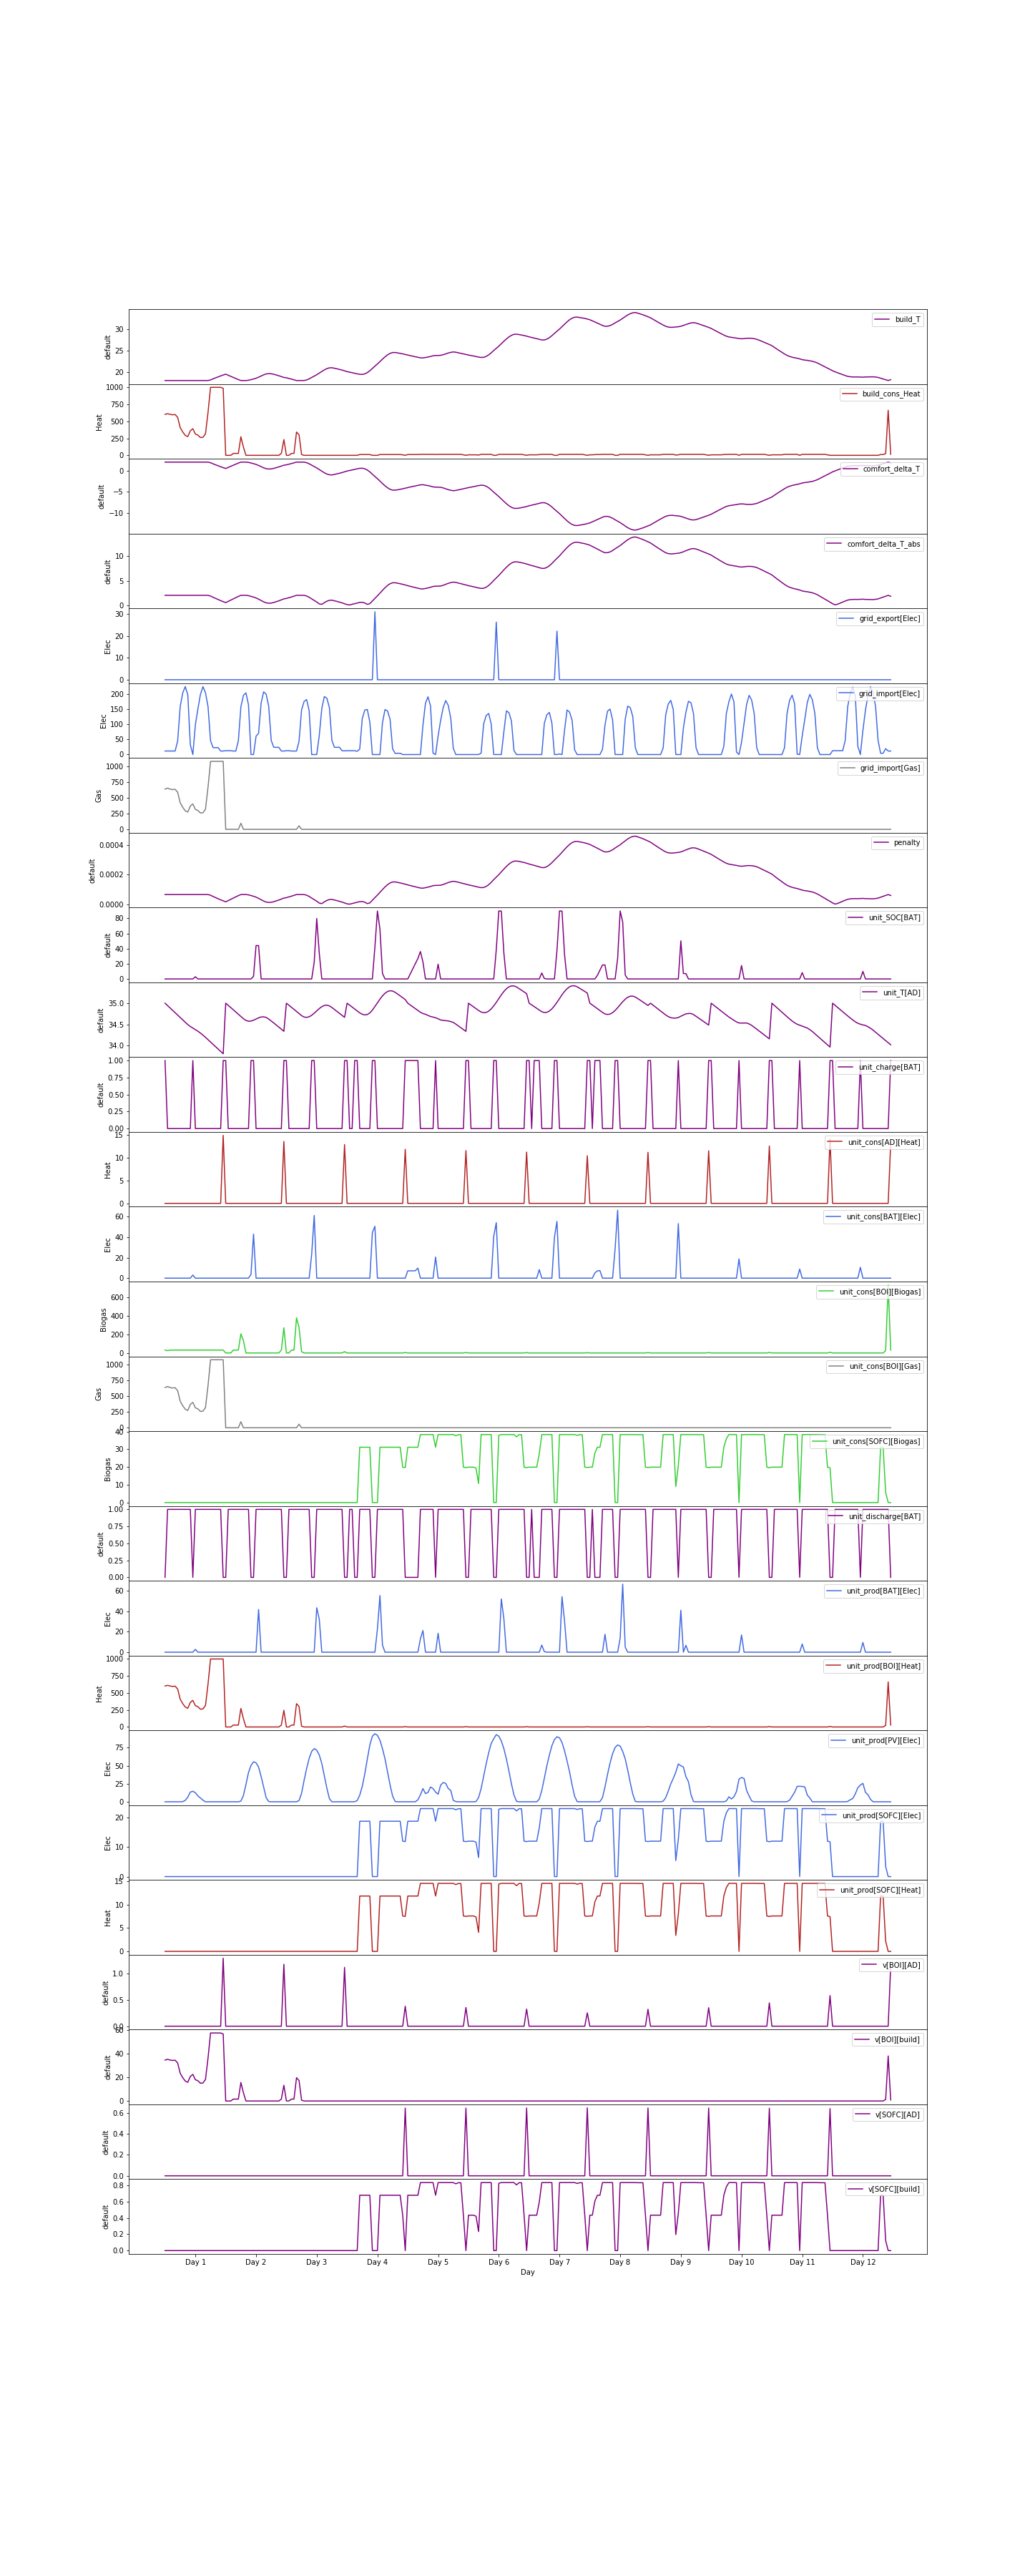 build_T
30
25
20
default
build_cons_Heat
1000
750
500
250
0
Heat
comfort_delta_T
0
−5
−10
default
comfort_delta_T_abs
10
5
0
default
grid_export[Elec]
30
20
10
0
Elec
grid_import[Elec]
200
150
100
50
0
Elec
grid_import[Gas]
1000
750
500
250
0
Gas
penalty
0.0004
0.0002
0.0000
default
unit_SOC[BAT]
80
60
40
20
0
default
unit_T[AD]
35.0
34.5
34.0
default
unit_charge[BAT]
1.00
0.75
0.50
0.25
0.00
default
unit_cons[AD][Heat]
15
10
5
0
Heat
unit_cons[BAT][Elec]
60
40
20
0
Elec
unit_cons[BOI][Biogas]
600
400
200
0
Biogas
unit_cons[BOI][Gas]
1000
750
500
250
0
Gas
unit_cons[SOFC][Biogas]
40
30
20
10
0
Biogas
unit_discharge[BAT]
1.00
0.75
0.50
0.25
0.00
default
unit_prod[BAT][Elec]
60
40
20
0
Elec
unit_prod[BOI][Heat]
1000
750
500
250
0
Heat
unit_prod[PV][Elec]
75
50
25
0
Elec
unit_prod[SOFC][Elec]
20
10
0
Elec
unit_prod[SOFC][Heat]
15
10
5
0
Heat
v[BOI][AD]
1.0
0.5
0.0
default
v[BOI][build]
60
40
20
0
default
v[SOFC][AD]
0.6
0.4
0.2
0.0
default
v[SOFC][build]
0.8
0.6
0.4
0.2
0.0
default
Day 1 Day 2 Day 3 Day 4 Day 5 Day 6 Day 7 Day 8 Day 9 Day 10 Day 11 Day 12
Day